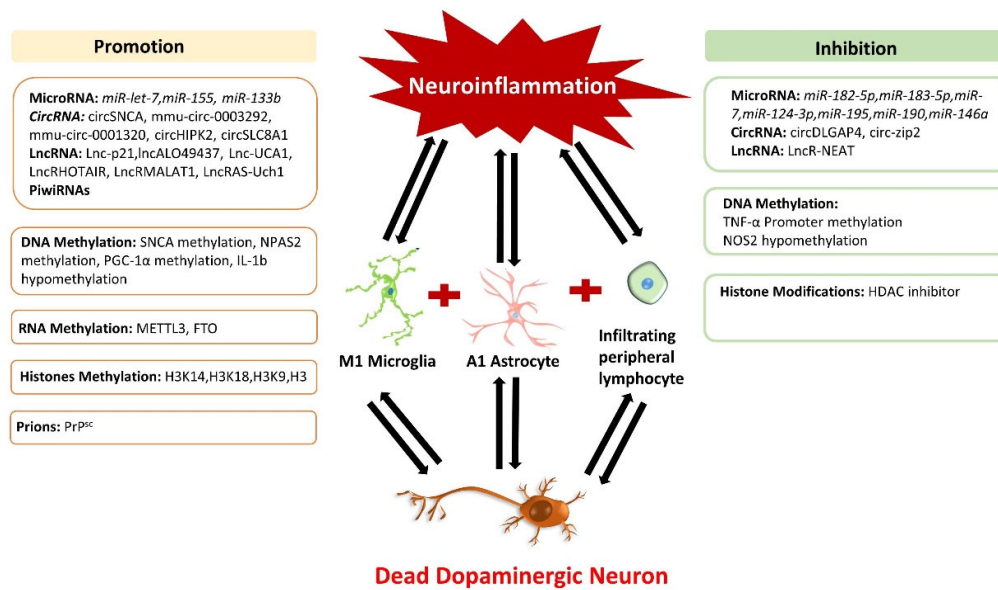 Promotion
MicroRNA: miR-let-7,miR-155, miR-133b
CircRNA: circSNCA, mmu-circ-0003292,
mmu-circ-0001320, circHIPK2, circSLC8A1
LncRNA: Lnc-p21,lncALO49437, Lnc-UCA1,
LncRHOTAIR, LncRMALAT1, LncRAS-Uch1
PiwiRNAs
DNA Methylation: SNCA methylation, NPAS2
methylation, PGC-1α methylation, IL-1b
hypomethylation
RNA Methylation: METTL3, FTO
Histones Methylation: H3K14,H3K18,H3K9,H3
Prions: PrPˢᶜ
Neuroinflammation
M1 Microglia
A1 Astrocyte
Infiltrating
peripheral
lymphocyte
Dead Dopaminergic Neuron
Inhibition
MicroRNA: miR-182-5p,miR-183-5p,miR-
7,miR-124-3p,miR-195,miR-190,miR-146a
CircRNA: circDLGAP4, circ-zip2
LncRNA: LncR-NEAT
DNA Methylation:
TNF-α Promoter methylation
NOS2 hypomethylation
Histone Modifications: HDAC inhibitor